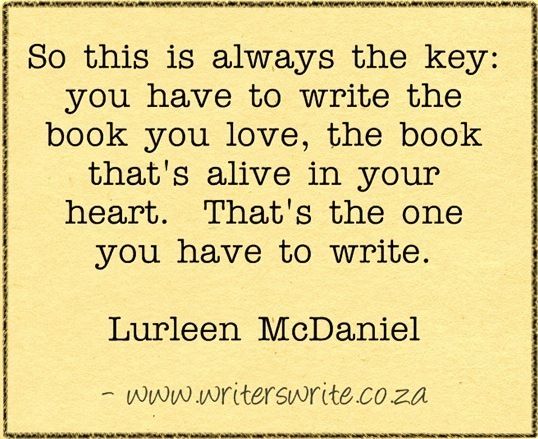 So this is always the key:
you have to write the
book you love, the book
that's alive in your
heart.  That's the one
you have to write.
Lurleen McDaniel
- www.writerswrite.co.za